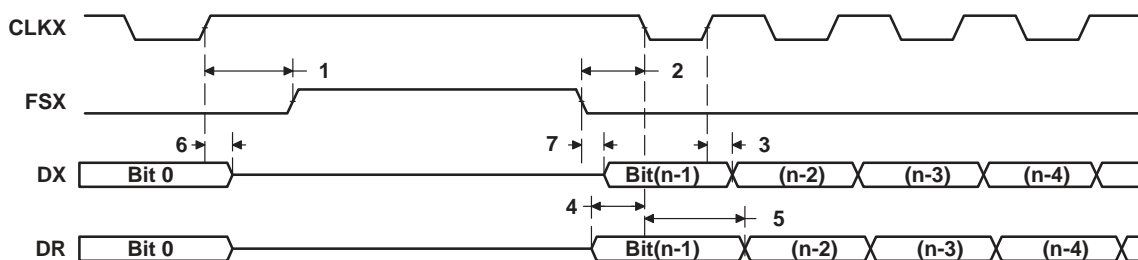 CLKX
1 2
FSX
6 7 3
DX Bit 0 Bit(n-1) (n-2) (n-3) (n-4)
4 5
DR Bit 0 Bit(n-1) (n-2) (n-3) (n-4)